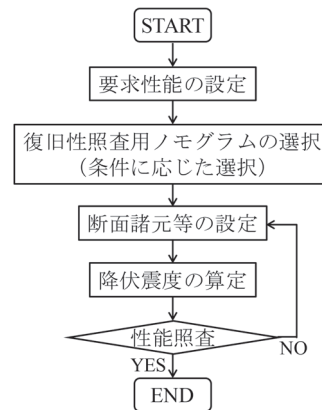 START
要求性能の設定
復旧性照査用ノモグラムの選択
（条件に応じた選択）
断面諸元等の設定
降伏震度の算定
性能照査
NO
YES
END